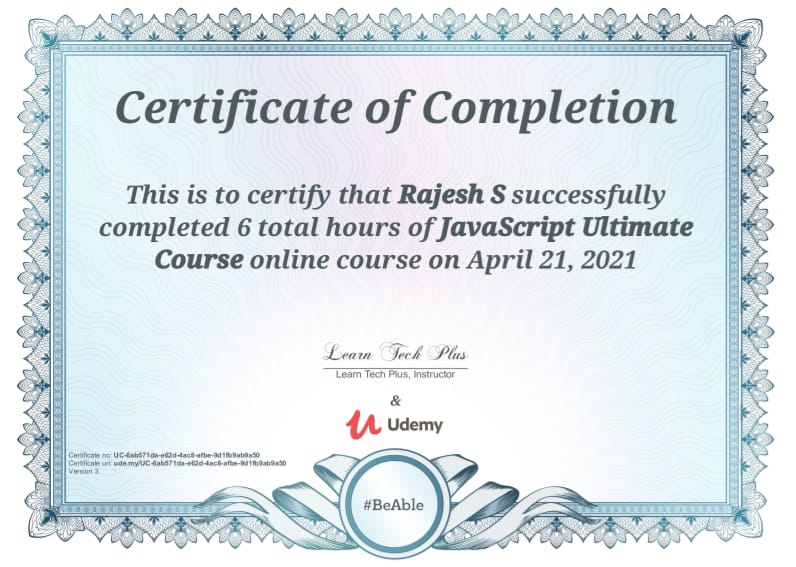 Certificate of Completion
This is to certify that Rajesh S successfully
completed 6 total hours of JavaScript Ultimate
Course online course on April 21, 2021
Learn Tech Plus
Learn Tech Plus, Instructor
&
Udemy
Certificate no: UC-6ab571da-e62d-4ac8-afbe-9d1fb9ab9a50
Certificate url: ude.my/UC-6ab571da-e62d-4ac8-afbe-9d1fb9ab9a50
Version 3
#BeAble